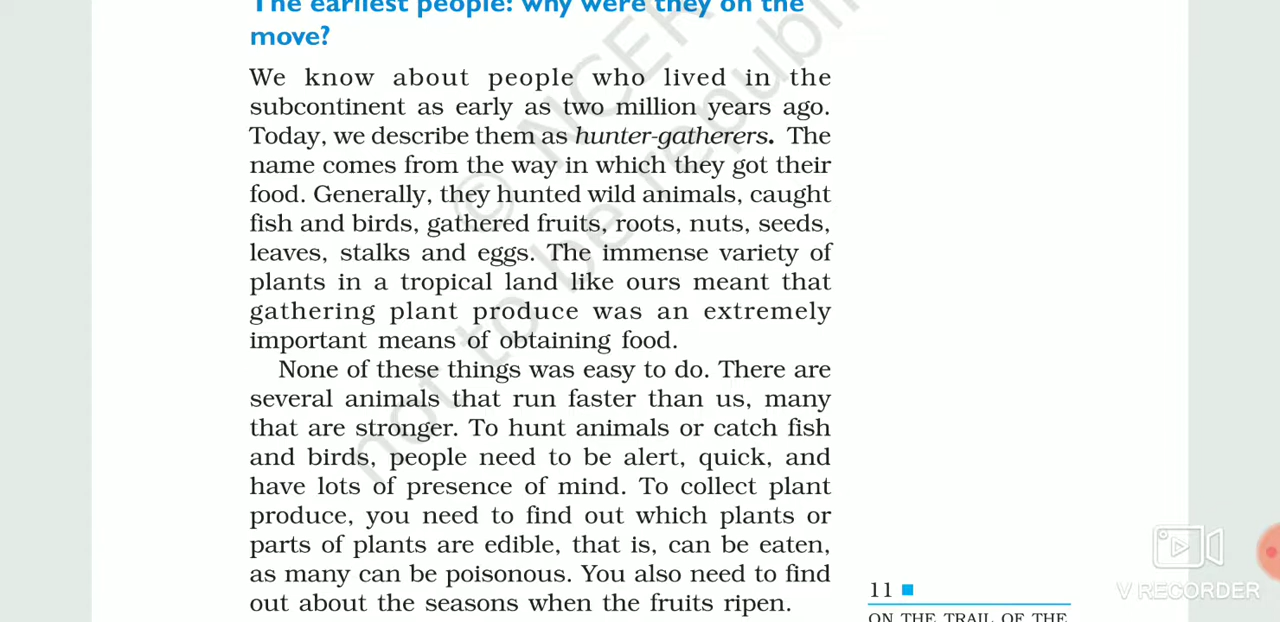 The earliest people: why were they on the
move?
We know about people who lived in the
subcontinent as early as two million years ago.
Today, we describe them as hunter-gatherers. The
name comes from the way in which they got their
food. Generally, they hunted wild animals, caught
fish and birds, gathered fruits, roots, nuts, seeds,
leaves, stalks and eggs. The immense variety of
plants in a tropical land like ours meant that
gathering plant produce was an extremely
important means of obtaining food.
None of these things was easy to do. There are
several animals that run faster than us, many
that are stronger. To hunt animals or catch fish
and birds, people need to be alert, quick, and
have lots of presence of mind. To collect plant
produce, you need to find out which plants or
parts of plants are edible, that is, can be eaten,
as many can be poisonous. You also need to find
out about the seasons when the fruits ripen.
11
ON THE TRAIL OF THE
© NCER
not to be republi
V RECORDER